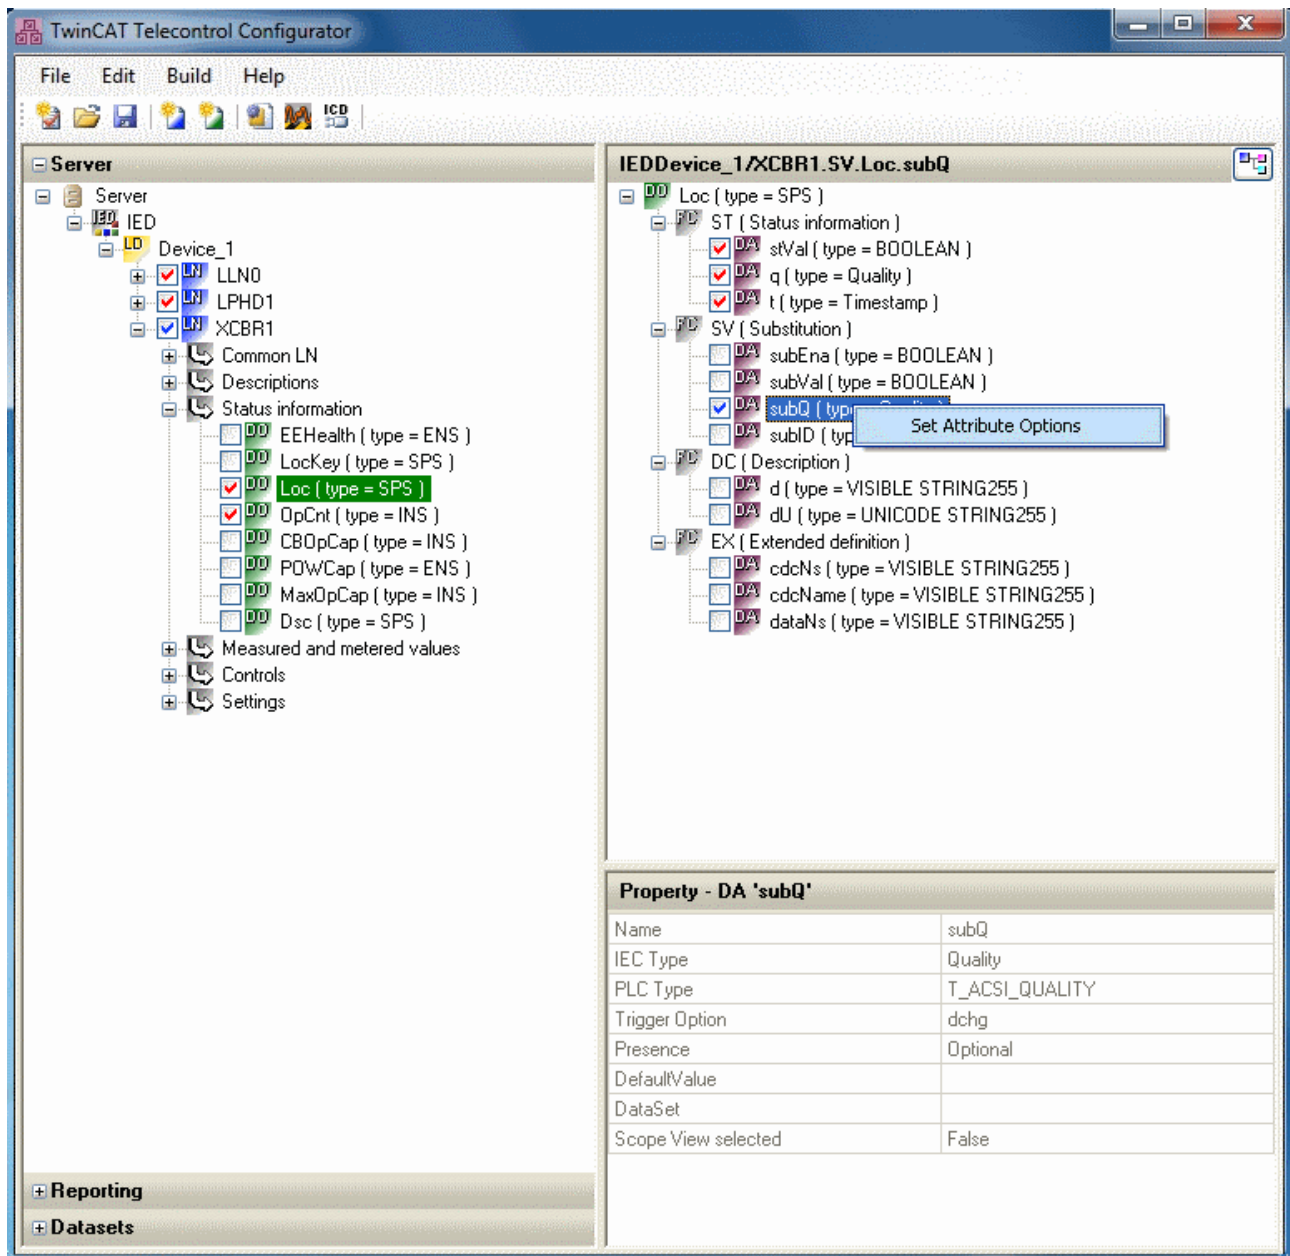 TwinCAT Telecontrol Configurator
File Edit Build Help
ICD
Server
Server
IED IED
LD Device_1
LN LLN0
LN LPHD1
LN XCBR1
Common LN
Descriptions
Status information
DO EEHealth ( type = ENS )
DO LocKey ( type = SPS )
DO Loc ( type = SPS )
DO OpCnt ( type = INS )
DO CBOpCap ( type = INS )
DO POWCap ( type = ENS )
DO MaxOpCap ( type = INS )
DO Dsc ( type = SPS )
Measured and metered values
Controls
Settings
Reporting
Datasets
IEDDevice_1/XCBR1.SV.Loc.subQ
DO Loc ( type = SPS )
FC ST ( Status information )
DA stVal ( type = BOOLEAN )
DA q ( type = Quality )
DA t ( type = Timestamp )
FC SV ( Substitution )
DA subEna ( type = BOOLEAN )
DA subVal ( type = BOOLEAN )
DA subQ ( type = Quality )
DA subID ( typ
Set Attribute Options
FC DC ( Description )
DA d ( type = VISIBLE STRING255 )
DA dU ( type = UNICODE STRING255 )
FC EX ( Extended definition )
DA cdcNs ( type = VISIBLE STRING255 )
DA cdcName ( type = VISIBLE STRING255 )
DA dataNs ( type = VISIBLE STRING255 )
Property - DA 'subQ'
Name subQ
IEC Type Quality
PLC Type T_ACSI_QUALITY
Trigger Option dchg
Presence Optional
DefaultValue
DataSet
Scope View selected False